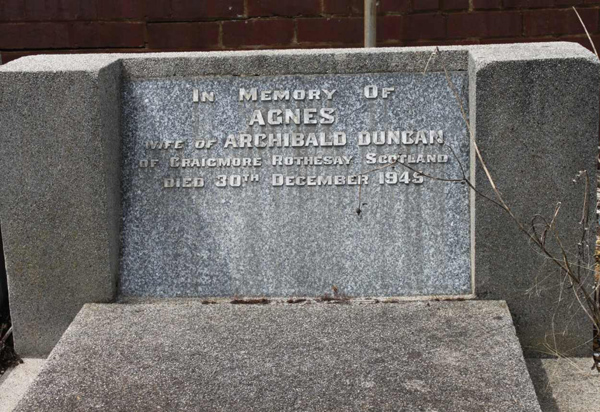 In Memory Of
AGNES
WIFE OF ARCHIBALD DUNCAN
OF CRAIGMORE ROTHESAY SCOTLAND
DIED 30TH DECEMBER 1945